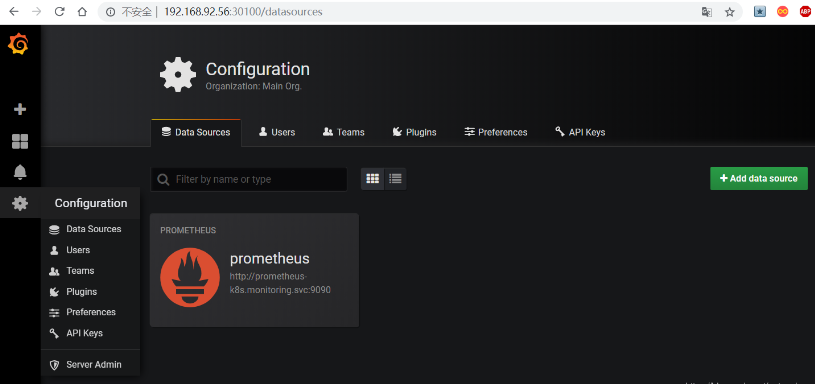 不安全 | 192.168.92.56:30100/datasources
ABP
Configuration
Organization: Main Org.
Data Sources
Users
Teams
Plugins
Preferences
API Keys
Filter by name or type
+ Add data source
Configuration
Data Sources
Users
Teams
Plugins
Preferences
API Keys
Server Admin
PROMETHEUS
prometheus
http://prometheus-
k8s.monitoring.svc:9090